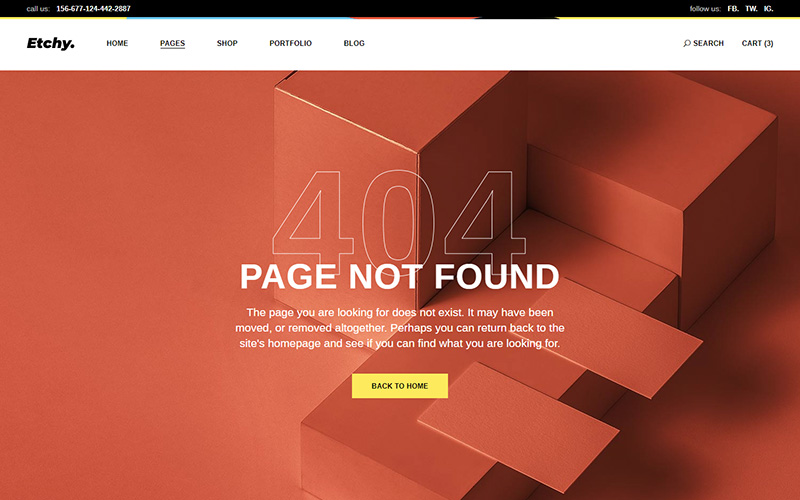 call us: 156-677-124-442-2887
follow us: FB. TW. IG.
Etchy. HOME PAGES SHOP PORTFOLIO BLOG SEARCH CART (3)
404
PAGE NOT FOUND
The page you are looking for does not exist. It may have been
moved, or removed altogether. Perhaps you can return back to the
site's homepage and see if you can find what you are looking for.
BACK TO HOME